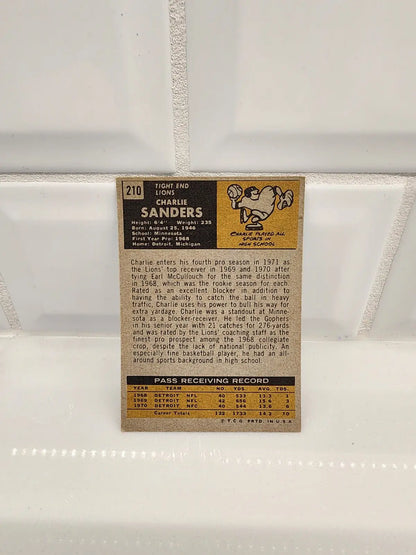 210
TIGHT END
LIONS
CHARLIE
SANDERS
Height: 6'4" Weight: 235
Born: August 25, 1946
School: Minnesota
First Year Pro: 1968
Home: Detroit, Michigan
CHARLIE PLAYED ALL
SPORTS IN
HIGH SCHOOL
Charlie enters his fourth pro season in 1971 as
the Lions' top receiver in 1969 and 1970 after
tying Earl McCullouch for the same distinction
in 1968, which was the rookie season for each.
Rated as an excellent blocker in addition to
having the ability to catch the ball in heavy
traffic, Charlie uses his power to bull his way for
extra yardage. Charlie was a standout at Minne-
sota as a blocker-receiver. He led the Gophers
in his senior year with 21 catches for 276-yards
and was rated by the Lions' coaching staff as the
finest pro prospect among the 1968 collegiate
crop, despite the lack of national publicity. An
especially fine basketball player, he had an all-
around sports background in high school.
PASS RECEIVING RECORD
YEAR TEAM NO. YDS. AVG. TDS
1968 DETROIT NFL 40 533 13.3 1
1969 DETROIT NFL 42 656 15.6 3
1970 DETROIT NFC 40 544 13.6 6
Career Totals 122 1733 14.2 10
© T.C.G. PRTD. IN U.S.A.